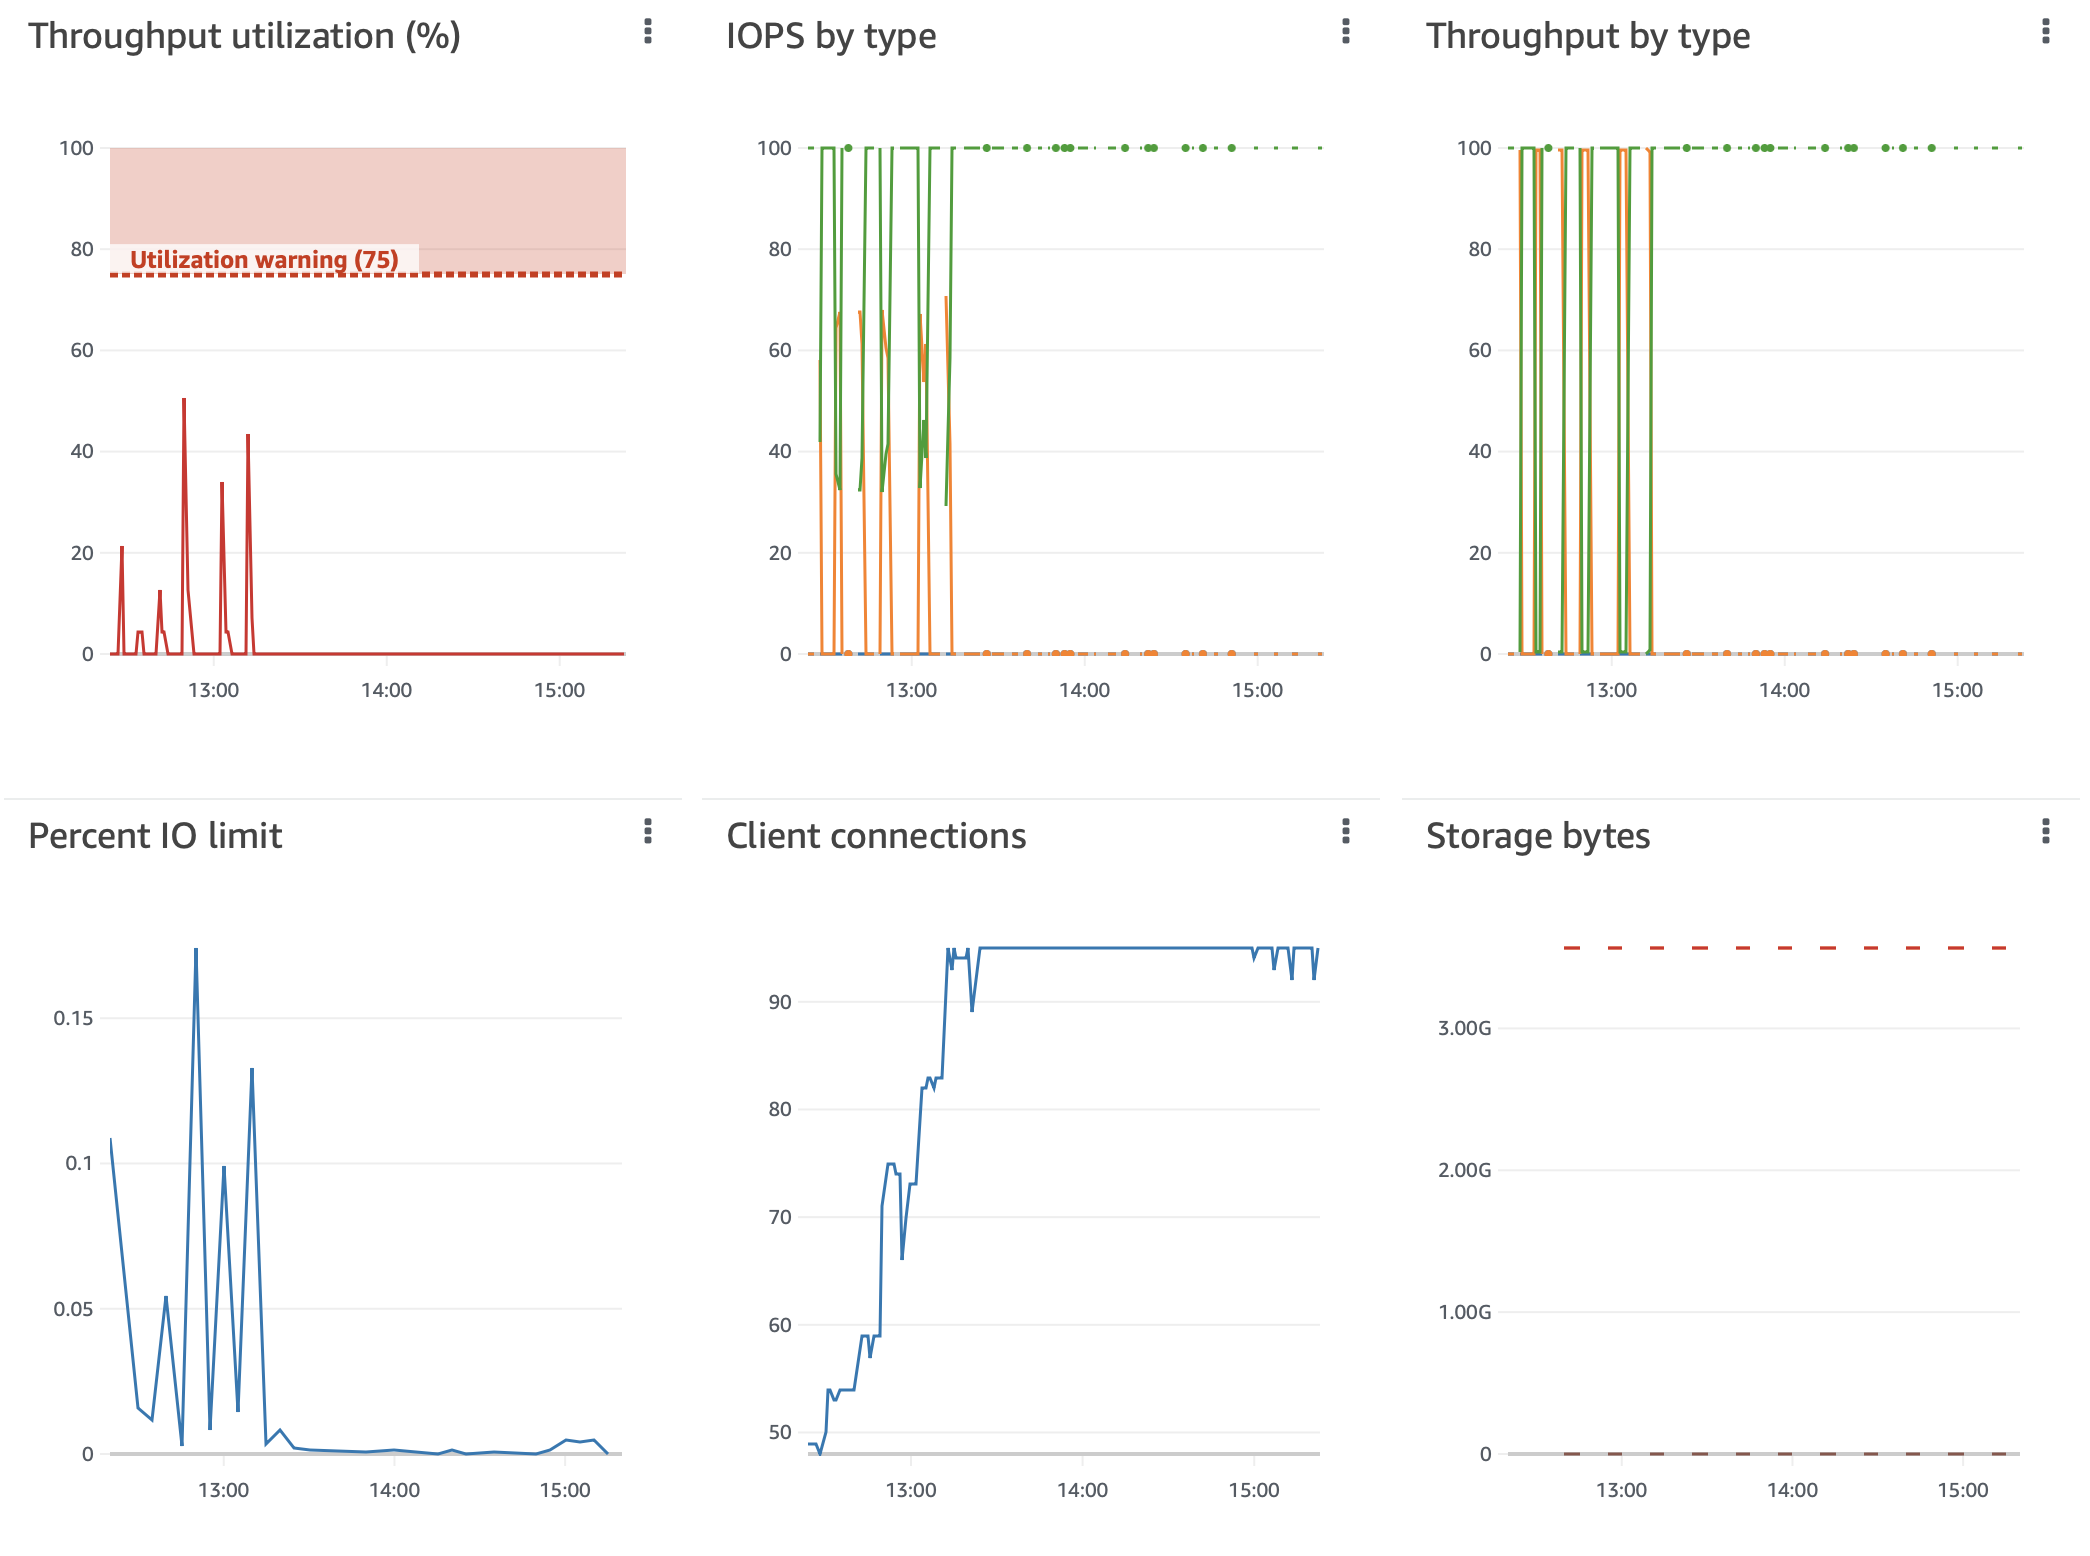 Throughput utilization (%)
100
80
Utilization warning (75)
60
40
20
0
13:00 14:00 15:00
IOPS by type
100
80
60
40
20
0
13:00 14:00 15:00
Throughput by type
100
80
60
40
20
0
13:00 14:00 15:00
Percent IO limit
0.15
0.1
0.05
0
13:00 14:00 15:00
Client connections
90
80
70
60
50
13:00 14:00 15:00
Storage bytes
3.00G
2.00G
1.00G
0
13:00 14:00 15:00